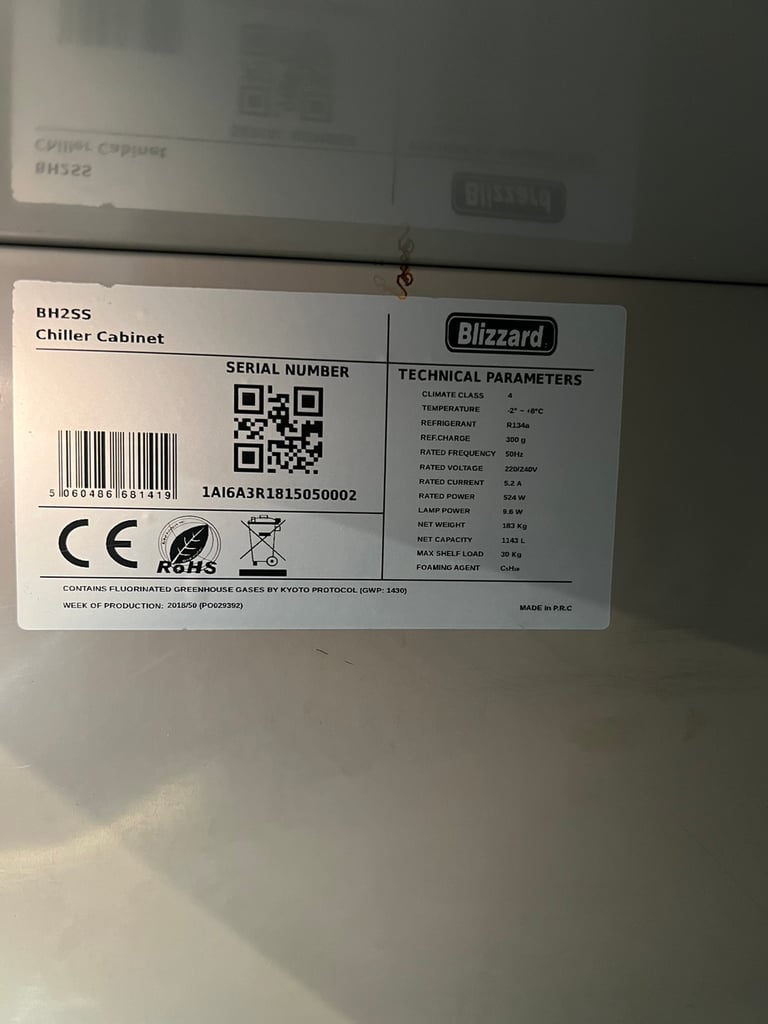 BH2SS
Chiller Cabinet
Blizzard
SERIAL NUMBER
5 060486 681419
1AI6A3R1815050002
CE
RoHS
TECHNICAL PARAMETERS
CLIMATE CLASS 4
TEMPERATURE -2° ~ +8°C
REFRIGERANT R134a
REF.CHARGE 300 g
RATED FREQUENCY 50Hz
RATED VOLTAGE 220/240V
RATED CURRENT 5.2 A
RATED POWER 524 W
LAMP POWER 9.6 W
NET WEIGHT 183 Kg
NET CAPACITY 1143 L
MAX SHELF LOAD 30 Kg
FOAMING AGENT C₅H₁₀
CONTAINS FLUORINATED GREENHOUSE GASES BY KYOTO PROTOCOL (GWP: 1430)
WEEK OF PRODUCTION: 2018/50 (PO029392)
MADE In P.R.C